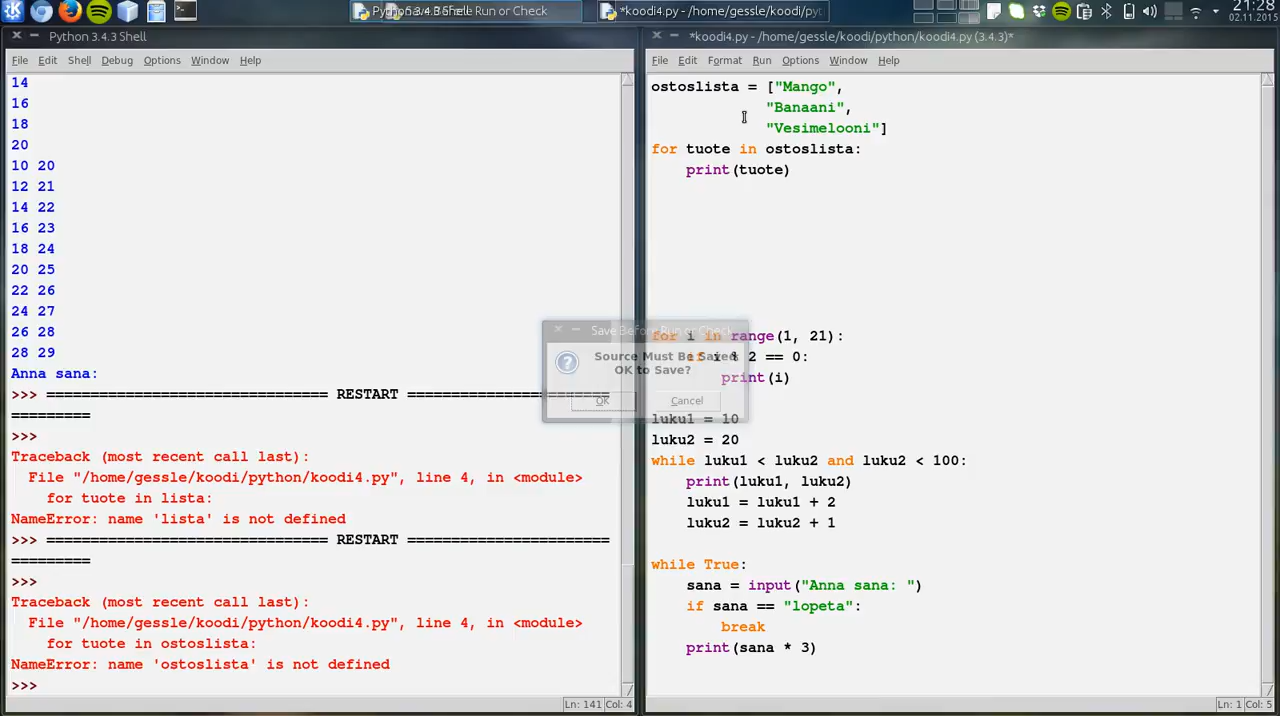 Python 3.4.3 Shell
*koodi4.py - /home/gessle/koodi/pyt
21:28
02.11.2015
Python 3.4.3 Shell
File Edit Shell Debug Options Window Help
14
16
18
20
10 20
12 21
14 22
16 23
18 24
20 25
22 26
24 27
26 28
28 29
Anna sana:
>>> ================================ RESTART =======================
=========
>>>
Traceback (most recent call last):
  File "/home/gessle/koodi/python/koodi4.py", line 4, in <module>
    for tuote in lista:
NameError: name 'lista' is not defined
>>> ================================ RESTART =======================
=========
>>>
Traceback (most recent call last):
  File "/home/gessle/koodi/python/koodi4.py", line 4, in <module>
    for tuote in ostoslista:
NameError: name 'ostoslista' is not defined
>>>
Ln: 141 Col: 4
*koodi4.py - /home/gessle/koodi/python/koodi4.py (3.4.3)*
File Edit Format Run Options Window Help
ostoslista = ["Mango",
             "Banaani",
             "Vesimelooni"]
for tuote in ostoslista:
    print(tuote)
for i in range(1, 21):
    if i % 2 == 0:
        print(i)
luku1 = 10
luku2 = 20
while luku1 < luku2 and luku2 < 100:
    print(luku1, luku2)
    luku1 = luku1 + 2
    luku2 = luku2 + 1
while True:
    sana = input("Anna sana: ")
    if sana == "lopeta":
        break
    print(sana * 3)
Ln: 1 Col: 5
Save Before Run or Check
Source Must Be Saved
OK to Save?
OK Cancel